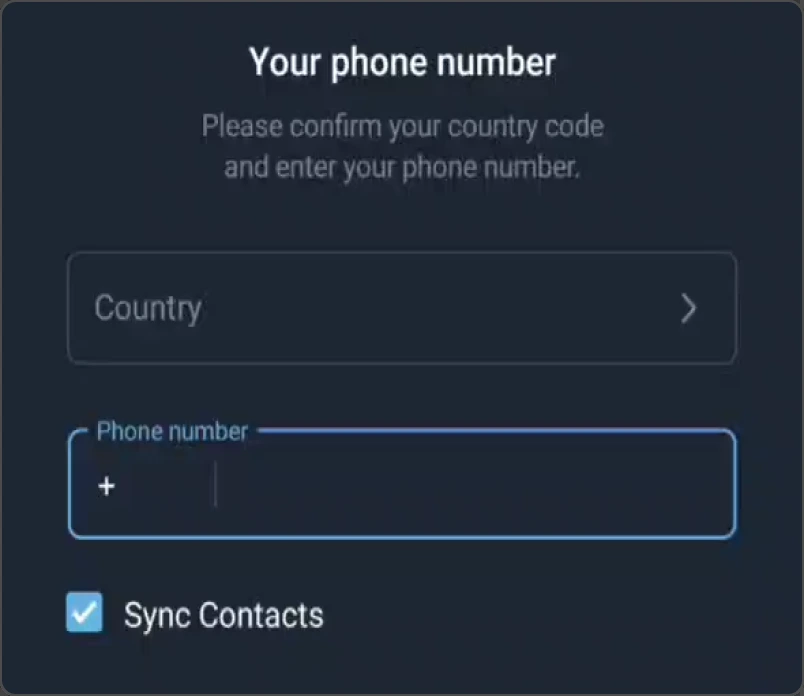 Your phone number
Please confirm your country code
and enter your phone number.
Country
Phone number
+
Sync Contacts